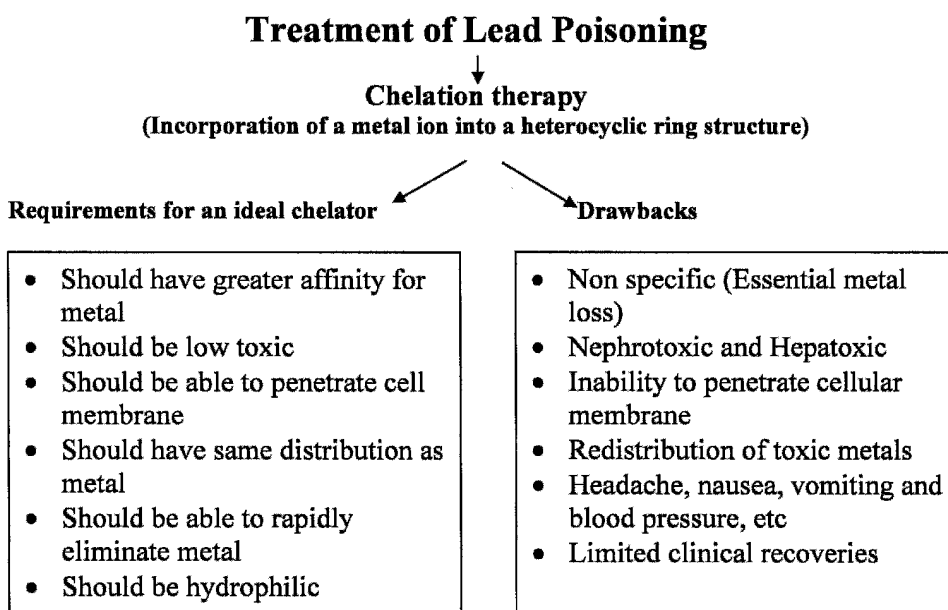 Treatment of Lead Poisoning
Chelation therapy
(Incorporation of a metal ion into a heterocyclic ring structure)
Requirements for an ideal chelator
• Should have greater affinity for
metal
• Should be low toxic
• Should be able to penetrate cell
membrane
• Should have same distribution as
metal
• Should be able to rapidly
eliminate metal
• Should be hydrophilic
Drawbacks
• Non specific (Essential metal
loss)
• Nephrotoxic and Hepatoxic
• Inability to penetrate cellular
membrane
• Redistribution of toxic metals
• Headache, nausea, vomiting and
blood pressure, etc
• Limited clinical recoveries